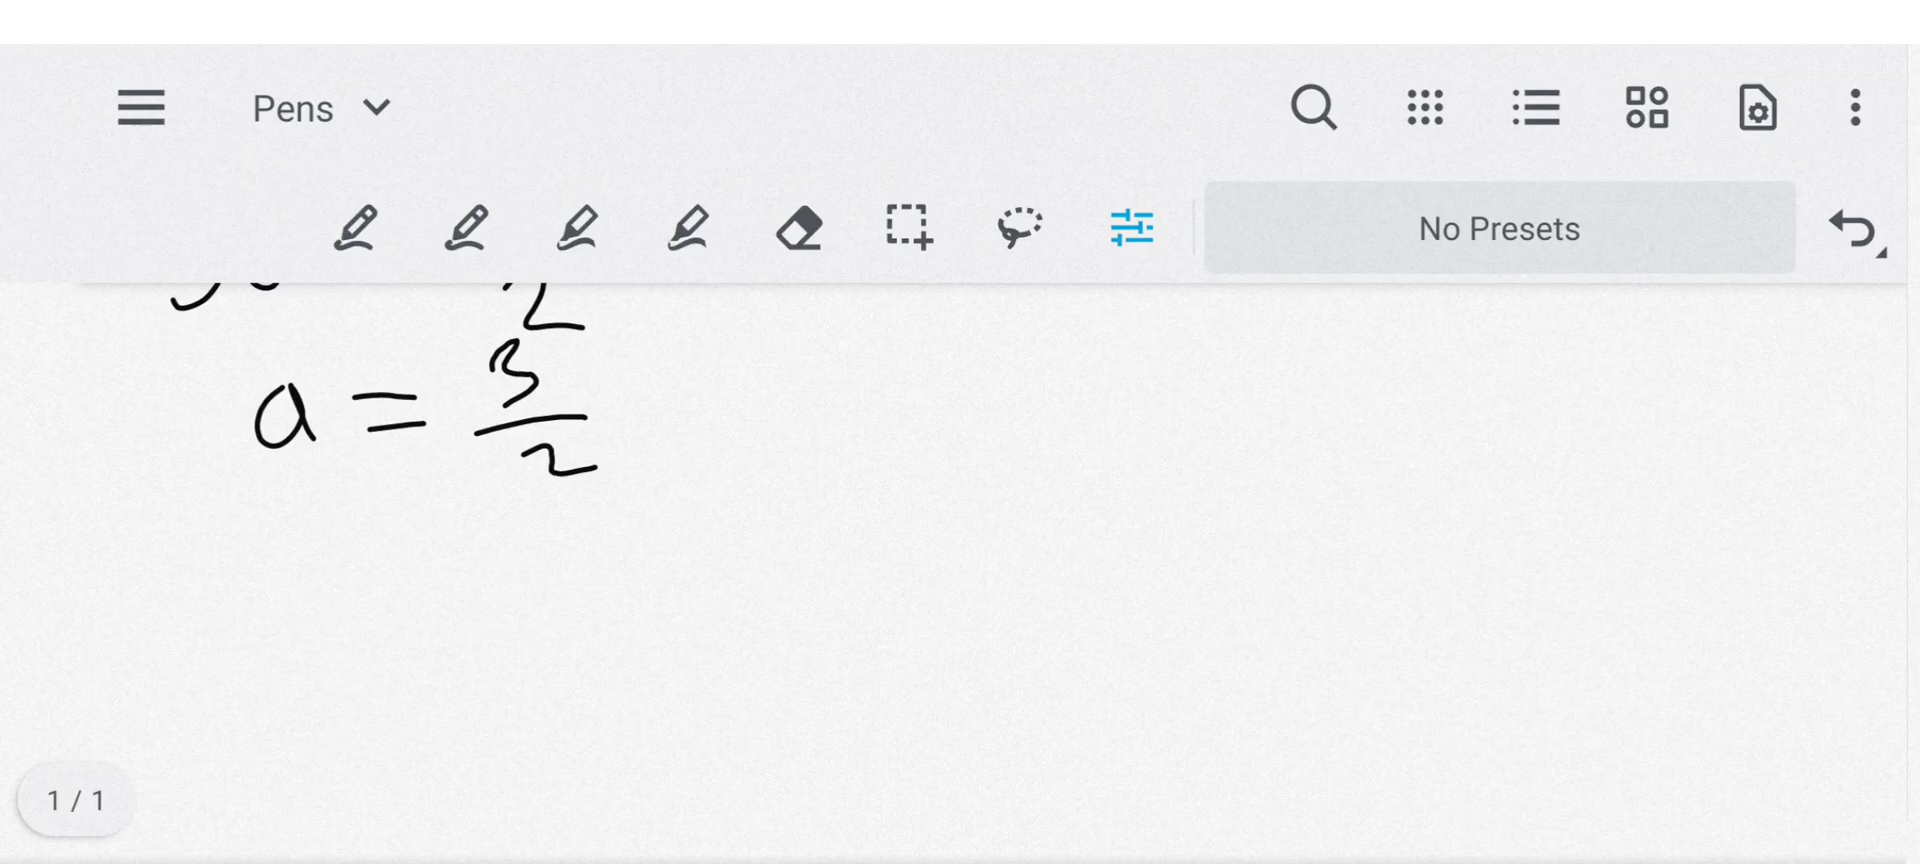 Pens
No Presets
a = 3/2
1 / 1